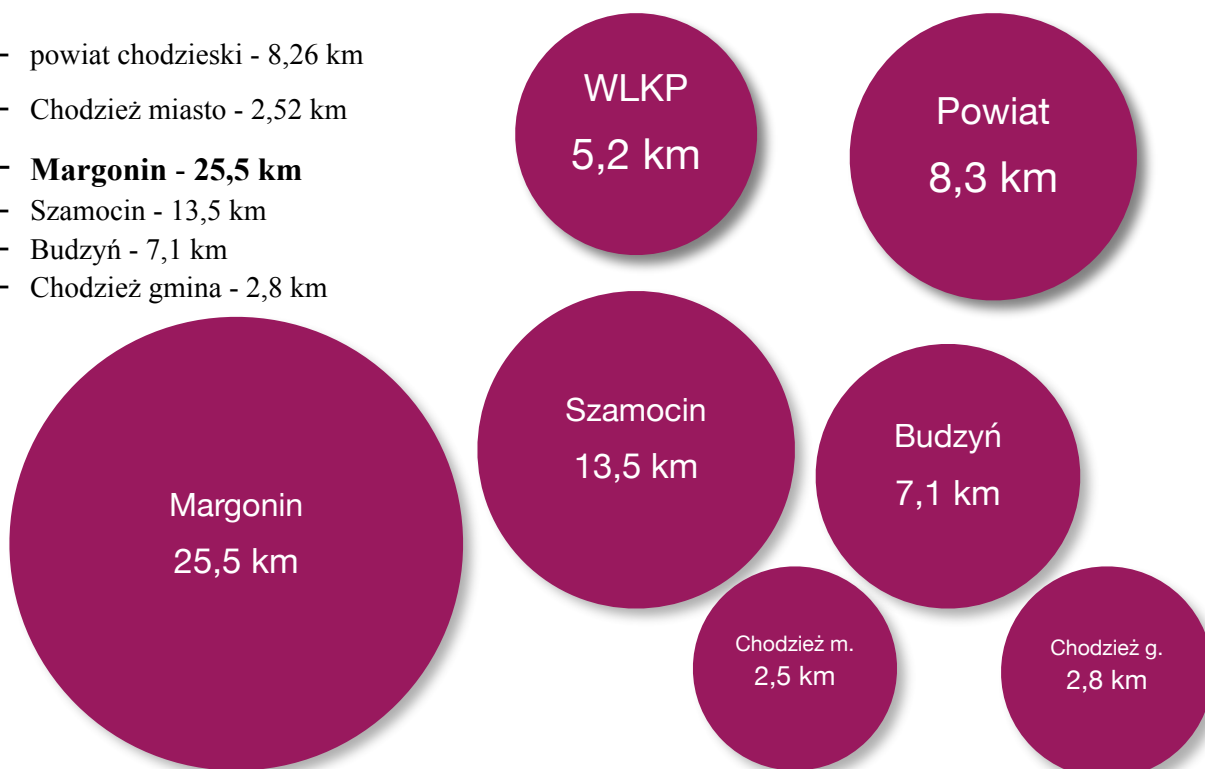 - powiat chodzieski - 8,26 km
- Chodzież miasto - 2,52 km
- Margonin - 25,5 km
- Szamocin - 13,5 km
- Budzyń - 7,1 km
- Chodzież gmina - 2,8 km
WLKP
5,2 km
Powiat
8,3 km
Margonin
25,5 km
Szamocin
13,5 km
Budzyń
7,1 km
Chodzież m.
2,5 km
Chodzież g.
2,8 km